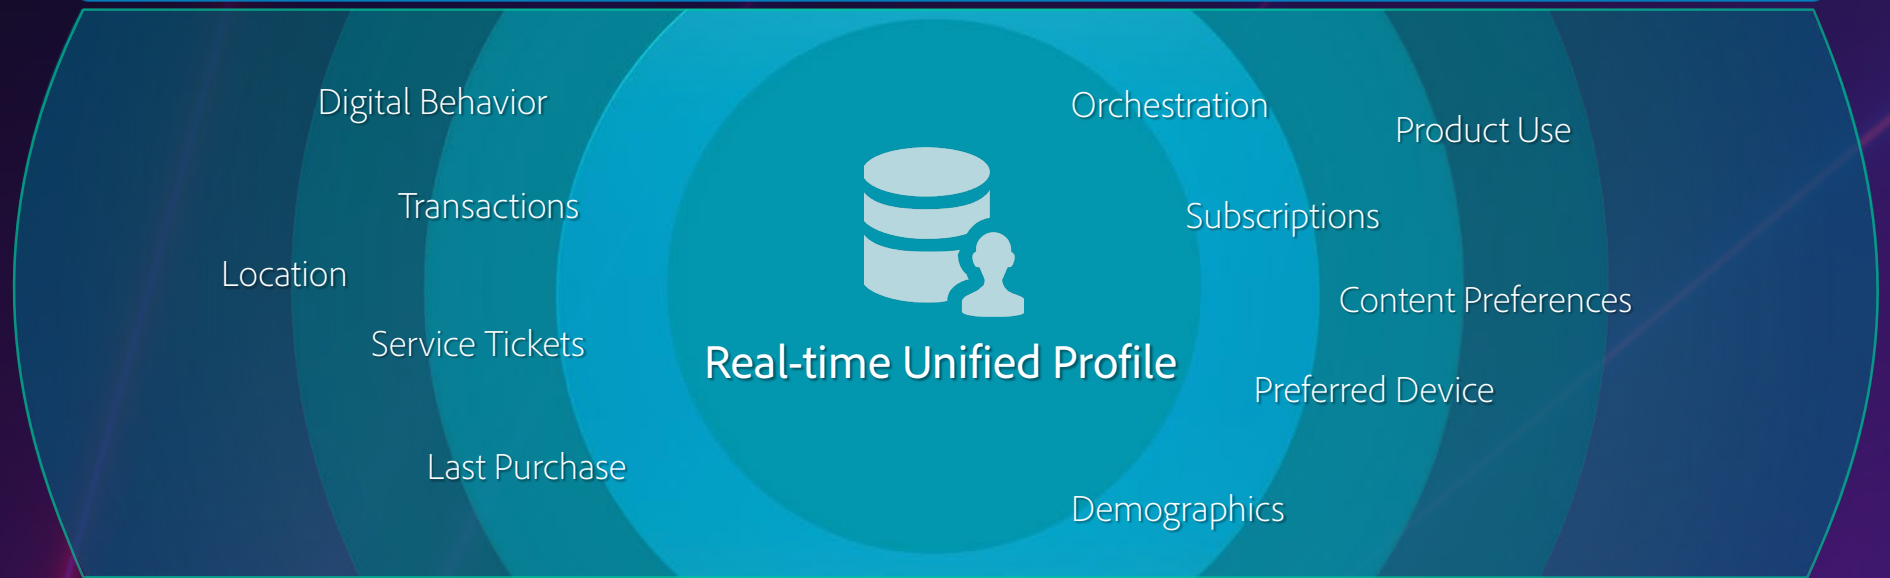 Digital Behavior
Transactions
Location
Service Tickets
Last Purchase
Real-time Unified Profile
Orchestration
Product Use
Subscriptions
Content Preferences
Preferred Device
Demographics